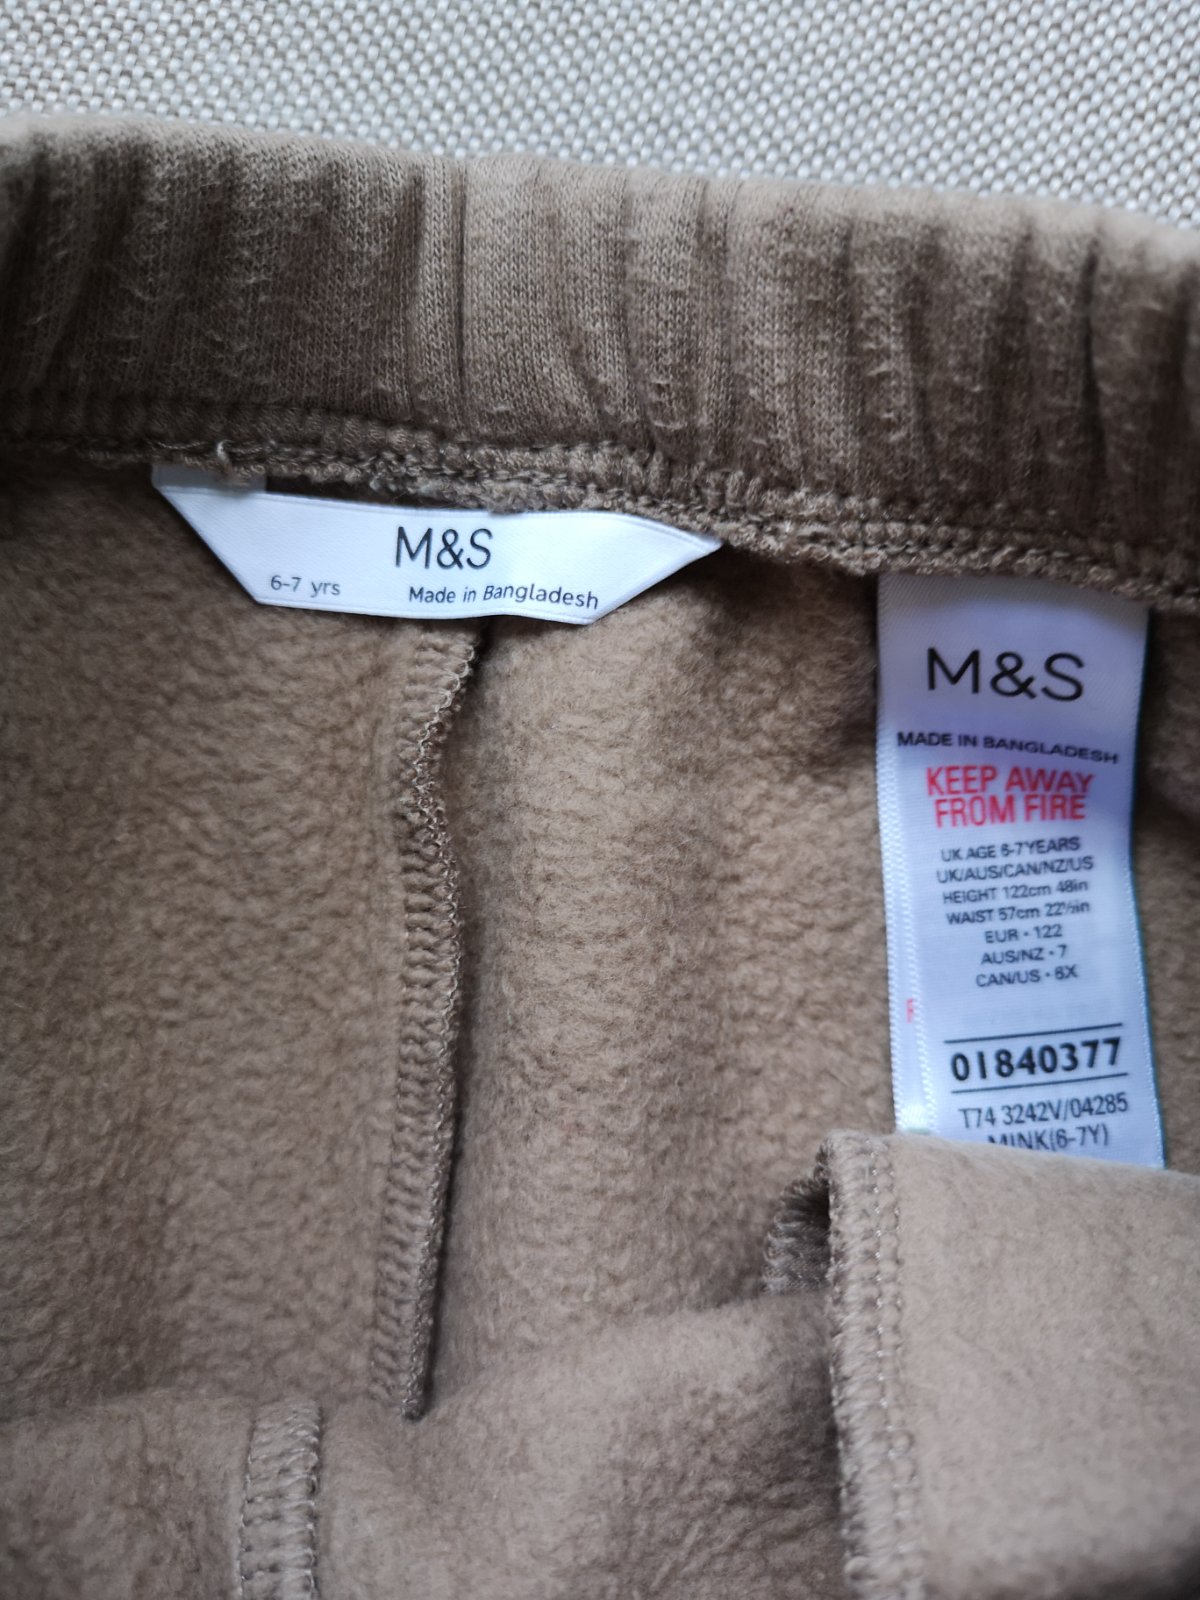 M&S
6-7 yrs
Made in Bangladesh
M&S
MADE IN BANGLADESH
KEEP AWAY
FROM FIRE
UK AGE 6-7YEARS
UK/AUS/CAN/NZ/US
HEIGHT 122cm 48in
WAIST 57cm 22½in
EUR • 122
AUS/NZ • 7
CAN/US • 6X
01840377
T74 3242V/04285
MINK(6-7Y)